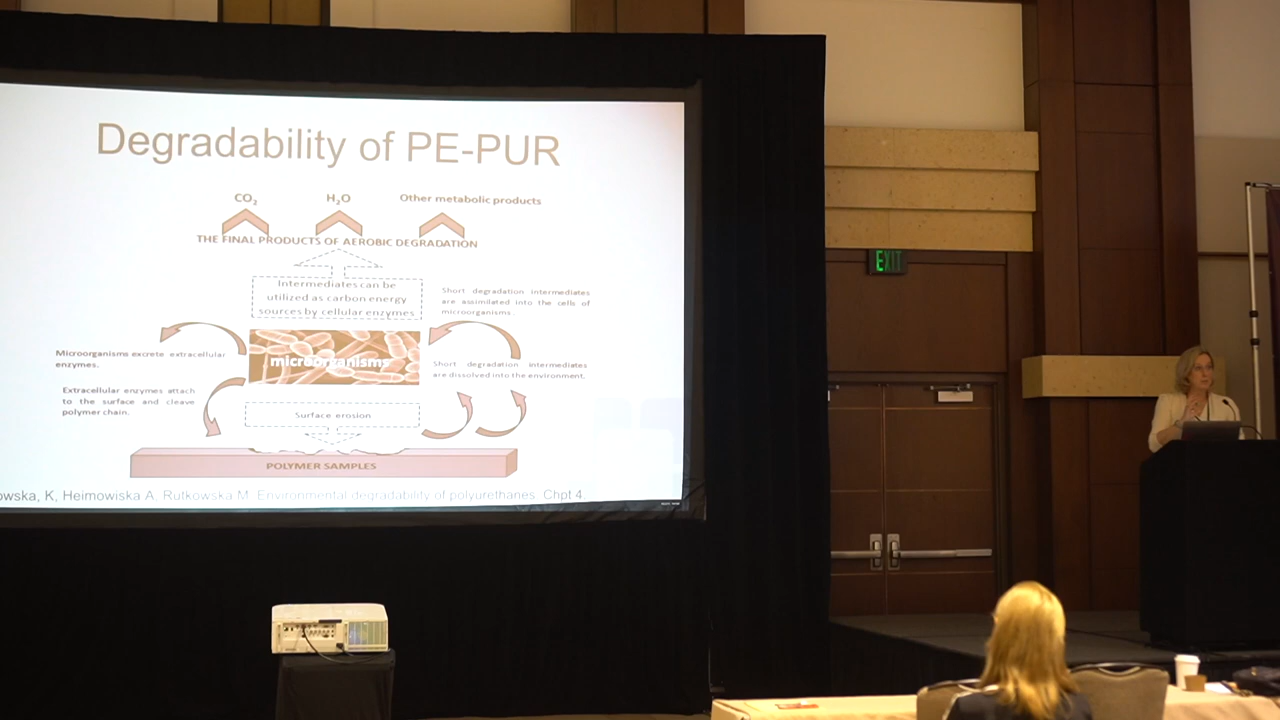 Degradability of PE-PUR
CO2 H2O Other metabolic products
THE FINAL PRODUCTS OF AEROBIC DEGRADATION
Intermediates can be
utilized as carbon energy
sources by cellular enzymes
Short degradation intermediates
are assimilated into the cells of
microorganisms.
microorganisms
Microorganisms excrete extracellular
enzymes.
Short degradation intermediates
are dissolved into the environment.
Extracellular enzymes attach
to the surface and cleave
polymer chain.
Surface erosion
POLYMER SAMPLES
owska, K, Heimowiska A, Rutkowska M. Environmental degradability of polyurethanes. Chpt 4.
EXIT